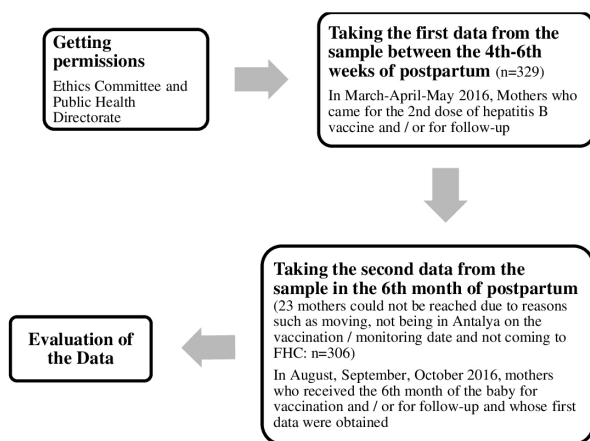 Getting
permissions
Ethics Committee and
Public Health
Directorate
Taking the first data from the
sample between the 4th-6th
weeks of postpartum (n=329)
In March-April-May 2016, Mothers who
came for the 2nd dose of hepatitis B
vaccine and / or for follow-up
Taking the second data from the
sample in the 6th month of postpartum
(23 mothers could not be reached due to reasons
such as moving, not being in Antalya on the
vaccination / monitoring date and not coming to
FHC: n=306)
In August, September, October 2016, mothers
who received the 6th month of the baby for
vaccination and / or for follow-up and whose first
data were obtained
Evaluation of
the Data